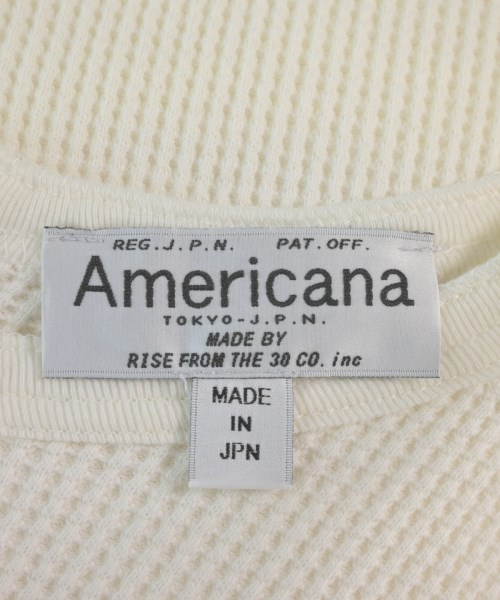 REG.J.P.N. PAT.OFF.
Americana
TOKYO-J.P.N.
MADE BY
RISE FROM THE 30 CO. inc
MADE
IN
JPN